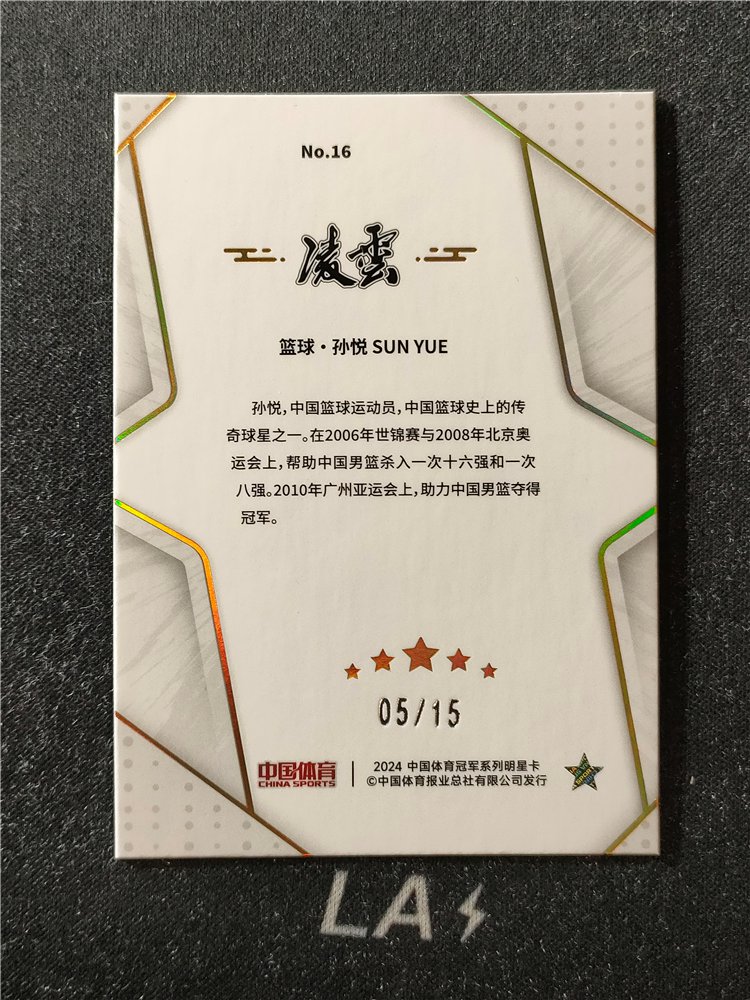 No.16
凌雲
篮球·孙悦 SUN YUE
孙悦,中国篮球运动员,中国篮球史上的传
奇球星之一。在2006年世锦赛与2008年北京奥
运会上,帮助中国男篮杀入一次十六强和一次
八强。2010年广州亚运会上,助力中国男篮夺得
冠军。
05/15
中国体育
CHINA SPORTS
2024 中国体育冠军系列明星卡
©中国体育报业总社有限公司发行
LA